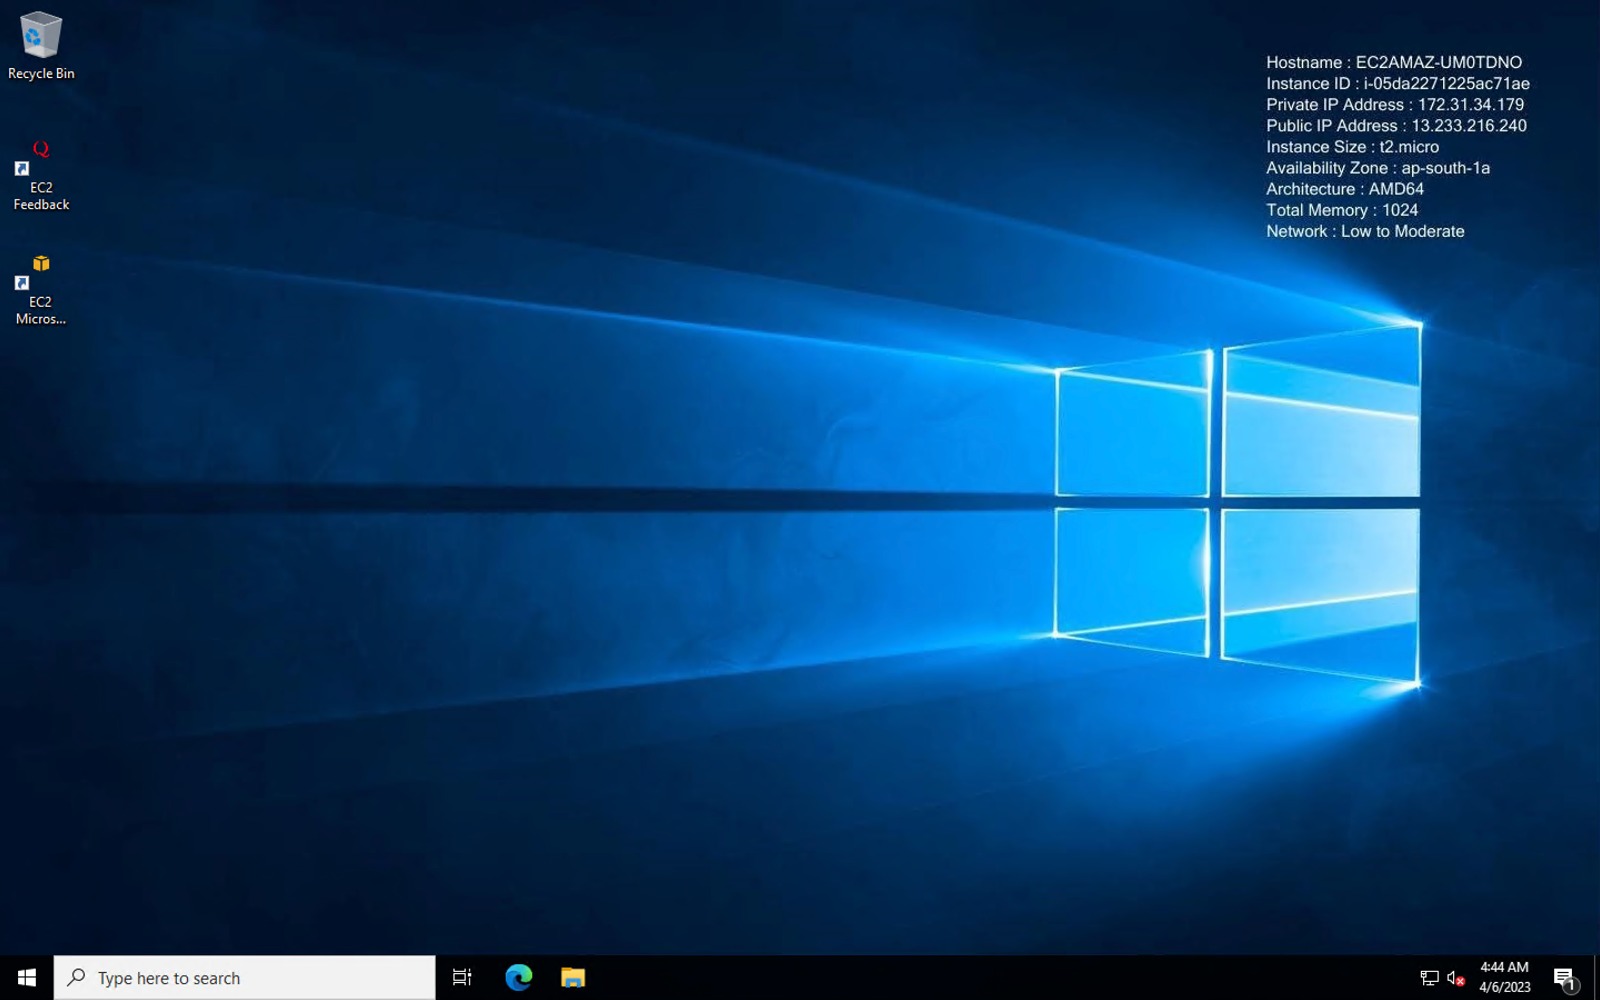 Recycle Bin
EC2
Feedback
EC2
Micros...
Hostname : EC2AMAZ-UM0TDNO
Instance ID : i-05da2271225ac71ae
Private IP Address : 172.31.34.179
Public IP Address : 13.233.216.240
Instance Size : t2.micro
Availability Zone : ap-south-1a
Architecture : AMD64
Total Memory : 1024
Network : Low to Moderate
Type here to search
4:44 AM
4/6/2023
1